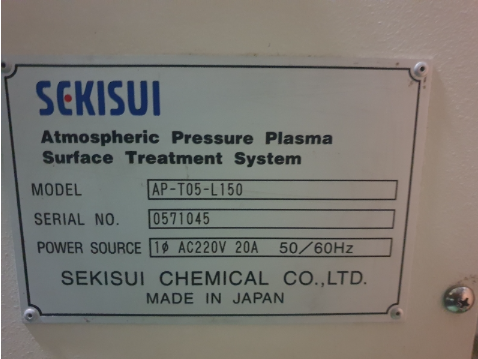 SEKISUI
Atmospheric Pressure Plasma
Surface Treatment System
MODEL AP-T05-L150
SERIAL NO. 0571045
POWER SOURCE 1ø AC220V 20A 50/60Hz
SEKISUI CHEMICAL CO.,LTD.
MADE IN JAPAN